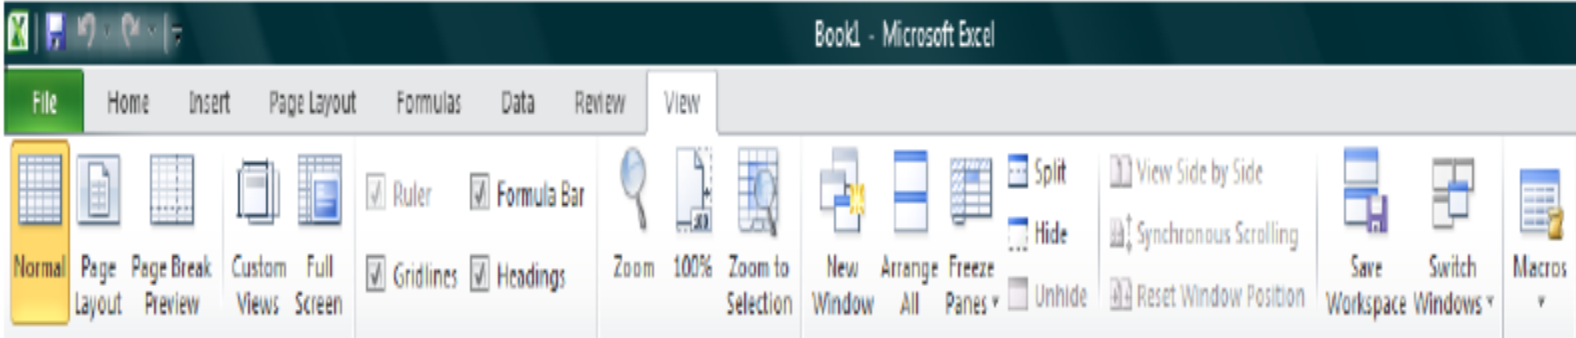 Book1 - Microsoft Excel
File Home Insert Page Layout Formulas Data Review View
Normal
Page
Layout
Page Break
Preview
Custom
Views
Full
Screen
Ruler
Formula Bar
Gridlines
Headings
Zoom
100%
Zoom to
Selection
New
Window
Arrange
All
Freeze
Panes
Split
Hide
Unhide
View Side by Side
Synchronous Scrolling
Reset Window Position
Save
Workspace
Switch
Windows
Macros